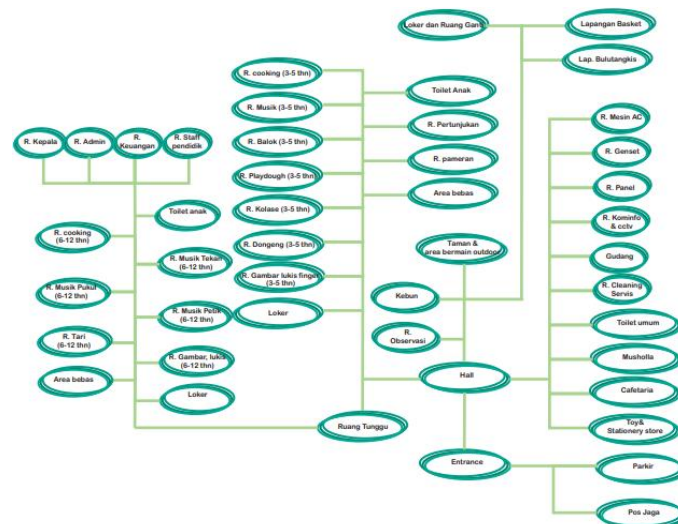 Loker dan Ruang Ganti
Lapangan Basket
Lap. Bulutangkis
R. cooking (3-5 thn)
R. Musik (3-5 thn)
R. Balok (3-5 thn)
R. Playdough (3-5 thn)
R. Kolase (3-5 thn)
R. Dongeng (3-5 thn)
R. Gambar lukis finger
(3-5 thn)
Loker
Toilet Anak
R. Pertunjukan
R. pameran
Area bebas
R. Kepala
R. Admin
R.
Keuangan
R. Staff
pendidik
Toilet anak
R. cooking
(6-12 thn)
R. Musik Tekan
(6-12 thn)
R. Musik Pukul
(6-12 thn)
R. Musik Petik
(6-12 thn)
R. Tari
(6-12 thn)
R. Gambar, lukis
(6-12 thn)
Area bebas
Loker
Ruang Tunggu
Taman &
area bermain outdoor
Kebun
R.
Observasi
Hall
Entrance
R. Mesin AC
R. Genset
R. Panel
R. Kominfo
& cctv
Gudang
R. Cleaning
Servis
Toilet umum
Musholla
Cafetaria
Toy&
Stationery store
Parkir
Pos Jaga